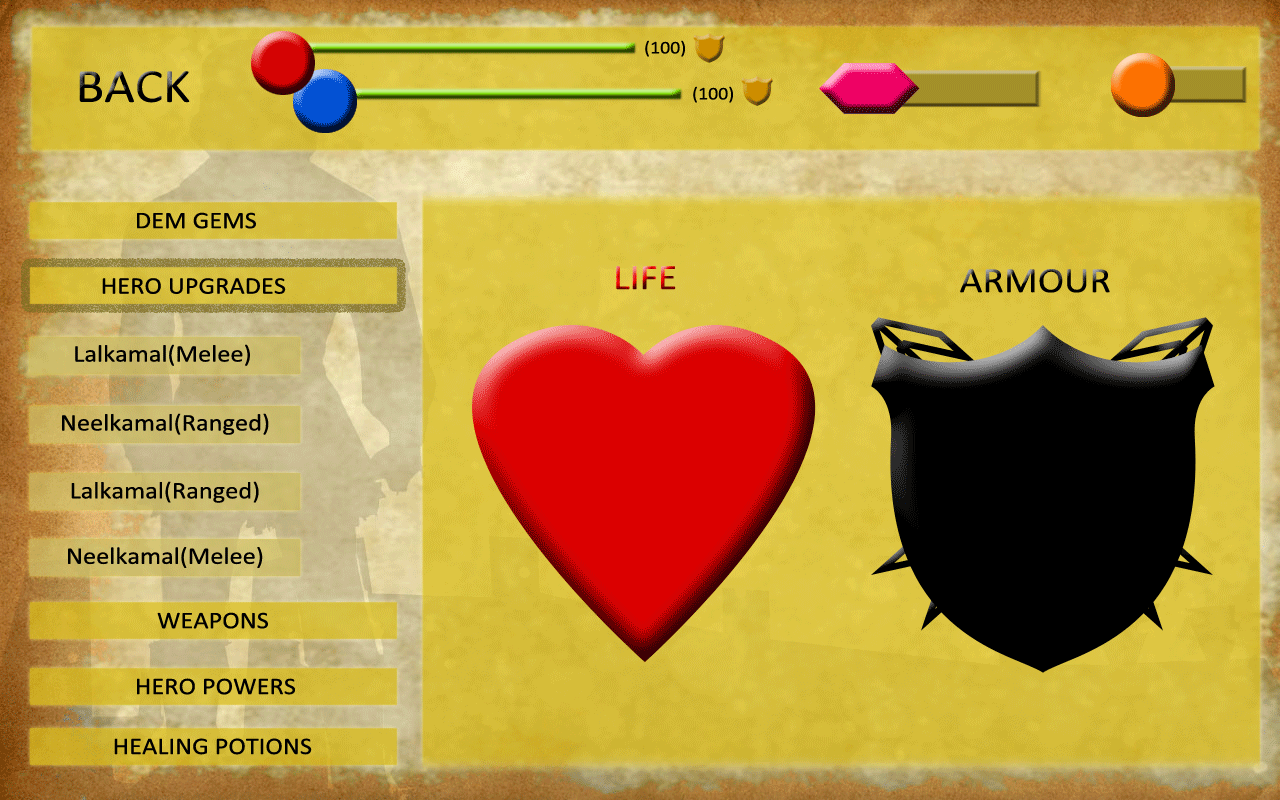 BACK
(100)
(100)
DEM GEMS
HERO UPGRADES
Lalkamal(Melee)
Neelkamal(Ranged)
Lalkamal(Ranged)
Neelkamal(Melee)
WEAPONS
HERO POWERS
HEALING POTIONS
LIFE
ARMOUR